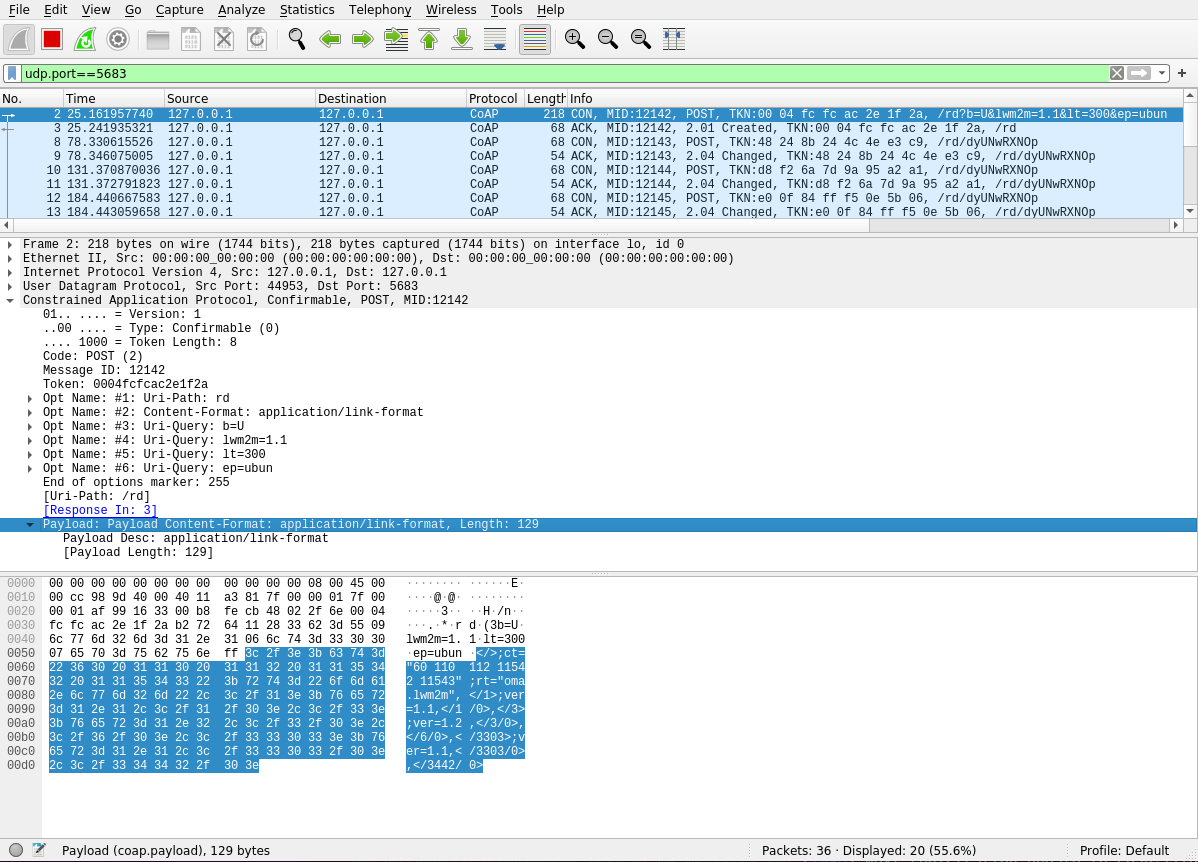 File Edit View Go Capture Analyze Statistics Telephony Wireless Tools Help
udp.port==5683
No. Time Source Destination Protocol Length Info
2 25.161957740 127.0.0.1 127.0.0.1 CoAP 218 CON, MID:12142, POST, TKN:00 04 fc fc ac 2e 1f 2a, /rd?b=U&lwm2m=1.1&lt=300&ep=ubun
3 25.241935321 127.0.0.1 127.0.0.1 CoAP 68 ACK, MID:12142, 2.01 Created, TKN:00 04 fc fc ac 2e 1f 2a, /rd
8 78.330615526 127.0.0.1 127.0.0.1 CoAP 68 CON, MID:12143, POST, TKN:48 24 8b 24 4c 4e e3 c9, /rd/dyUNwRXNOp
9 78.346075005 127.0.0.1 127.0.0.1 CoAP 54 ACK, MID:12143, 2.04 Changed, TKN:48 24 8b 24 4c 4e e3 c9, /rd/dyUNwRXNOp
10 131.370870036 127.0.0.1 127.0.0.1 CoAP 68 CON, MID:12144, POST, TKN:d8 f2 6a 7d 9a 95 a2 a1, /rd/dyUNwRXNOp
11 131.372791823 127.0.0.1 127.0.0.1 CoAP 54 ACK, MID:12144, 2.04 Changed, TKN:d8 f2 6a 7d 9a 95 a2 a1, /rd/dyUNwRXNOp
12 184.440667583 127.0.0.1 127.0.0.1 CoAP 68 CON, MID:12145, POST, TKN:e0 0f 84 ff f5 0e 5b 06, /rd/dyUNwRXNOp
13 184.443059658 127.0.0.1 127.0.0.1 CoAP 54 ACK, MID:12145, 2.04 Changed, TKN:e0 0f 84 ff f5 0e 5b 06, /rd/dyUNwRXNOp
Frame 2: 218 bytes on wire (1744 bits), 218 bytes captured (1744 bits) on interface lo, id 0
Ethernet II, Src: 00:00:00_00:00:00 (00:00:00:00:00:00), Dst: 00:00:00_00:00:00 (00:00:00:00:00:00)
Internet Protocol Version 4, Src: 127.0.0.1, Dst: 127.0.0.1
User Datagram Protocol, Src Port: 44953, Dst Port: 5683
Constrained Application Protocol, Confirmable, POST, MID:12142
01.. .... = Version: 1
..00 .... = Type: Confirmable (0)
.... 1000 = Token Length: 8
Code: POST (2)
Message ID: 12142
Token: 0004fcfcac2e1f2a
Opt Name: #1: Uri-Path: rd
Opt Name: #2: Content-Format: application/link-format
Opt Name: #3: Uri-Query: b=U
Opt Name: #4: Uri-Query: lwm2m=1.1
Opt Name: #5: Uri-Query: lt=300
Opt Name: #6: Uri-Query: ep=ubun
End of options marker: 255
[Uri-Path: /rd]
[Response In: 3]
Payload: Payload Content-Format: application/link-format, Length: 129
Payload Desc: application/link-format
[Payload Length: 129]
0000 00 00 00 00 00 00 00 00 00 00 00 00 08 00 45 00 ········ ······E·
0010 00 cc 98 9d 40 00 40 11 a3 81 7f 00 00 01 7f 00 ····@·@· ········
0020 00 01 af 99 16 33 00 b8 fe cb 48 02 2f 6e 00 04 ·····3·· ··H·/n··
0030 fc fc ac 2e 1f 2a b2 72 64 11 28 33 62 3d 55 09 ···.·*·r d·(3b=U·
0040 6c 77 6d 32 6d 3d 31 2e 31 06 6c 74 3d 33 30 30 lwm2m=1. 1·lt=300
0050 07 65 70 3d 75 62 75 6e ff 3c 2f 3e 3b 63 74 3d ·ep=ubun ·</>;ct=
0060 22 36 30 20 31 31 30 20 31 31 32 20 31 31 35 34 "60 110 112 1154
0070 32 20 31 31 35 34 33 22 3b 72 74 3d 22 6f 6d 61 2 11543" ;rt="oma
0080 2e 6c 77 6d 32 6d 22 2c 3c 2f 31 3e 3b 76 65 72 .lwm2m", </1>;ver
0090 3d 31 2e 31 2c 3c 2f 31 2f 30 3e 2c 3c 2f 33 3e =1.1,</1 /0>,</3>
00a0 3b 76 65 72 3d 31 2e 32 2c 3c 2f 33 2f 30 3e 2c ;ver=1.2 ,</3/0>,
00b0 3c 2f 36 2f 30 3e 2c 3c 2f 33 33 30 33 3e 3b 76 </6/0>,< /3303>;v
00c0 65 72 3d 31 2e 31 2c 3c 2f 33 33 30 33 2f 30 3e er=1.1,< /3303/0>
00d0 2c 3c 2f 33 34 34 32 2f 30 3e ,</3442/ 0>
Payload (coap.payload), 129 bytes Packets: 36 · Displayed: 20 (55.6%) Profile: Default